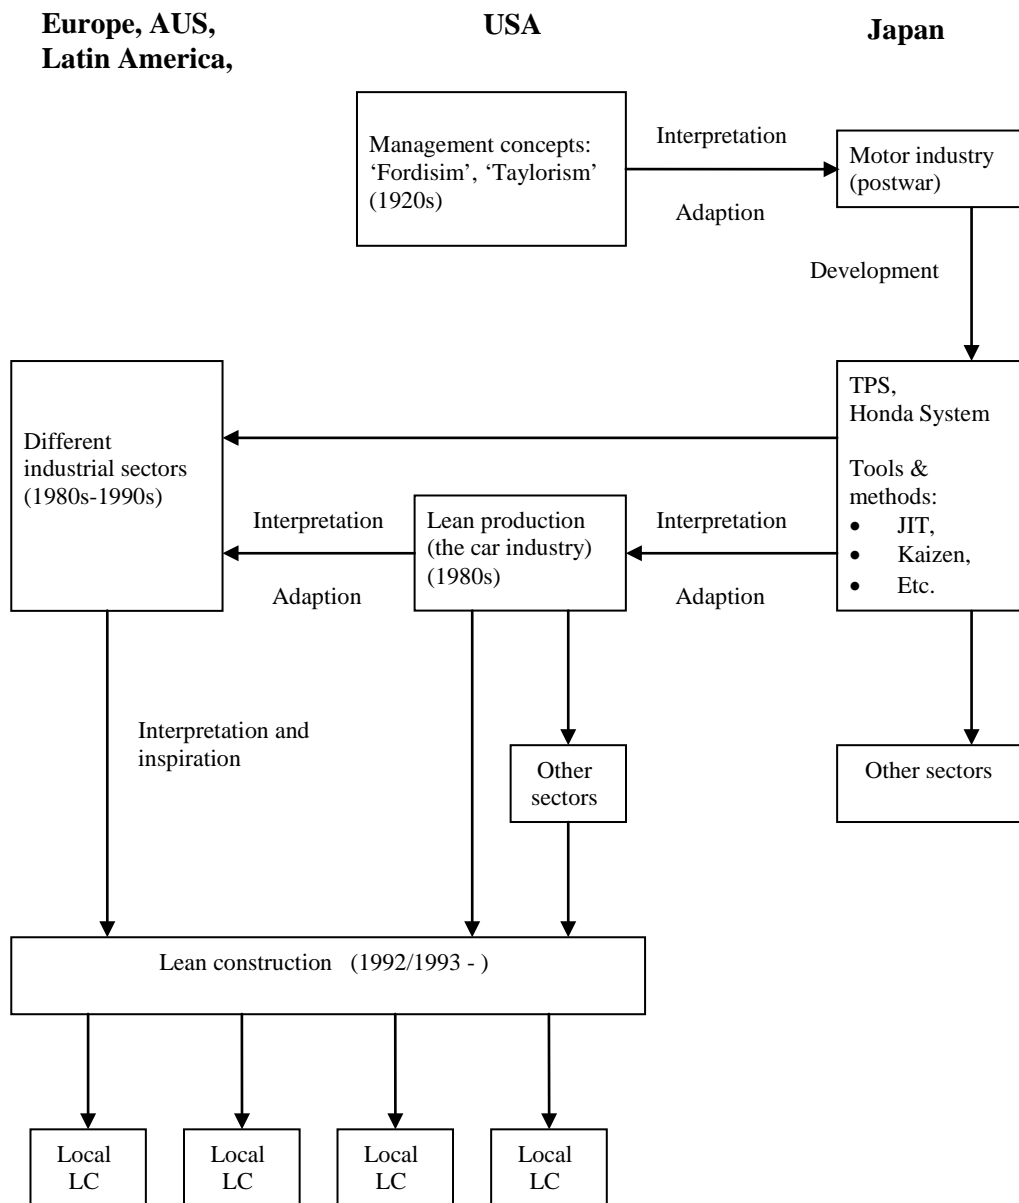 Europe, AUS,
Latin America,
USA
Japan
Management concepts:
‘Fordisim’, ‘Taylorism’
(1920s)
Interpretation
Adaption
Motor industry
(postwar)
Development
TPS,
Honda System
Tools &
methods:
• JIT,
• Kaizen,
• Etc.
Different
industrial sectors
(1980s-1990s)
Interpretation
Adaption
Lean production
(the car industry)
(1980s)
Interpretation
Adaption
Interpretation and
inspiration
Other
sectors
Other sectors
Lean construction (1992/1993 - )
Local
LC
Local
LC
Local
LC
Local
LC